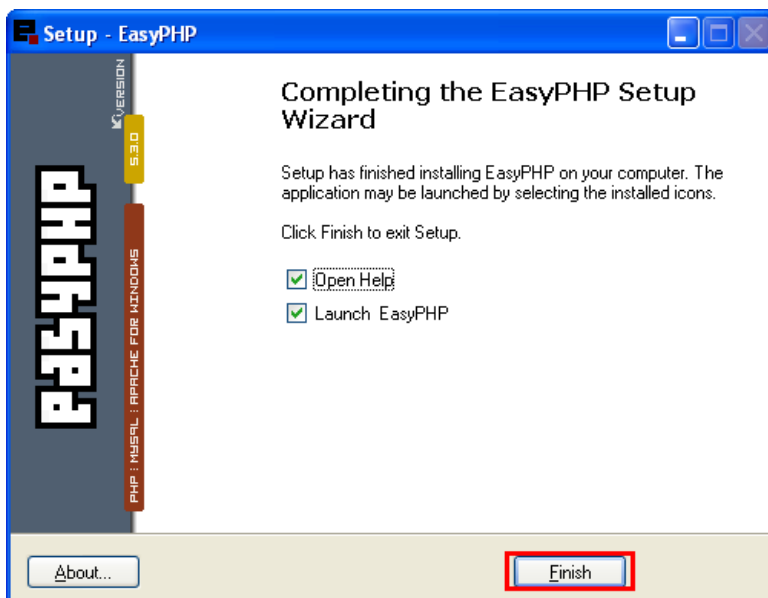 Setup - EasyPHP
VERSION
5.3.0
easyPHP
PHP : MYSQL : APACHE FOR WINDOWS
Completing the EasyPHP Setup
Wizard
Setup has finished installing EasyPHP on your computer. The
application may be launched by selecting the installed icons.
Click Finish to exit Setup.
Open Help
Launch EasyPHP
About...
Finish